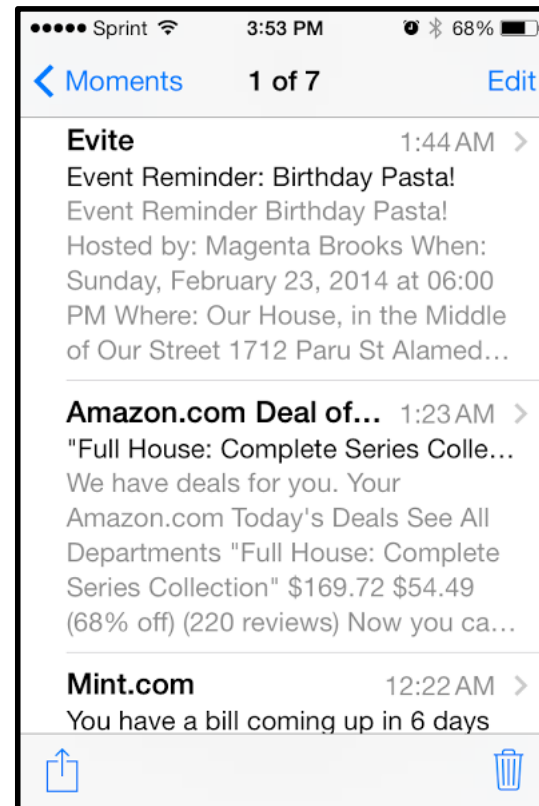 Sprint 3:53 PM 68%
Moments 1 of 7 Edit
Evite 1:44 AM
Event Reminder: Birthday Pasta!
Event Reminder Birthday Pasta!
Hosted by: Magenta Brooks When:
Sunday, February 23, 2014 at 06:00
PM Where: Our House, in the Middle
of Our Street 1712 Paru St Alamed...
Amazon.com Deal of... 1:23 AM
"Full House: Complete Series Colle...
We have deals for you. Your
Amazon.com Today's Deals See All
Departments "Full House: Complete
Series Collection" $169.72 $54.49
(68% off) (220 reviews) Now you ca...
Mint.com 12:22 AM
You have a bill coming up in 6 days